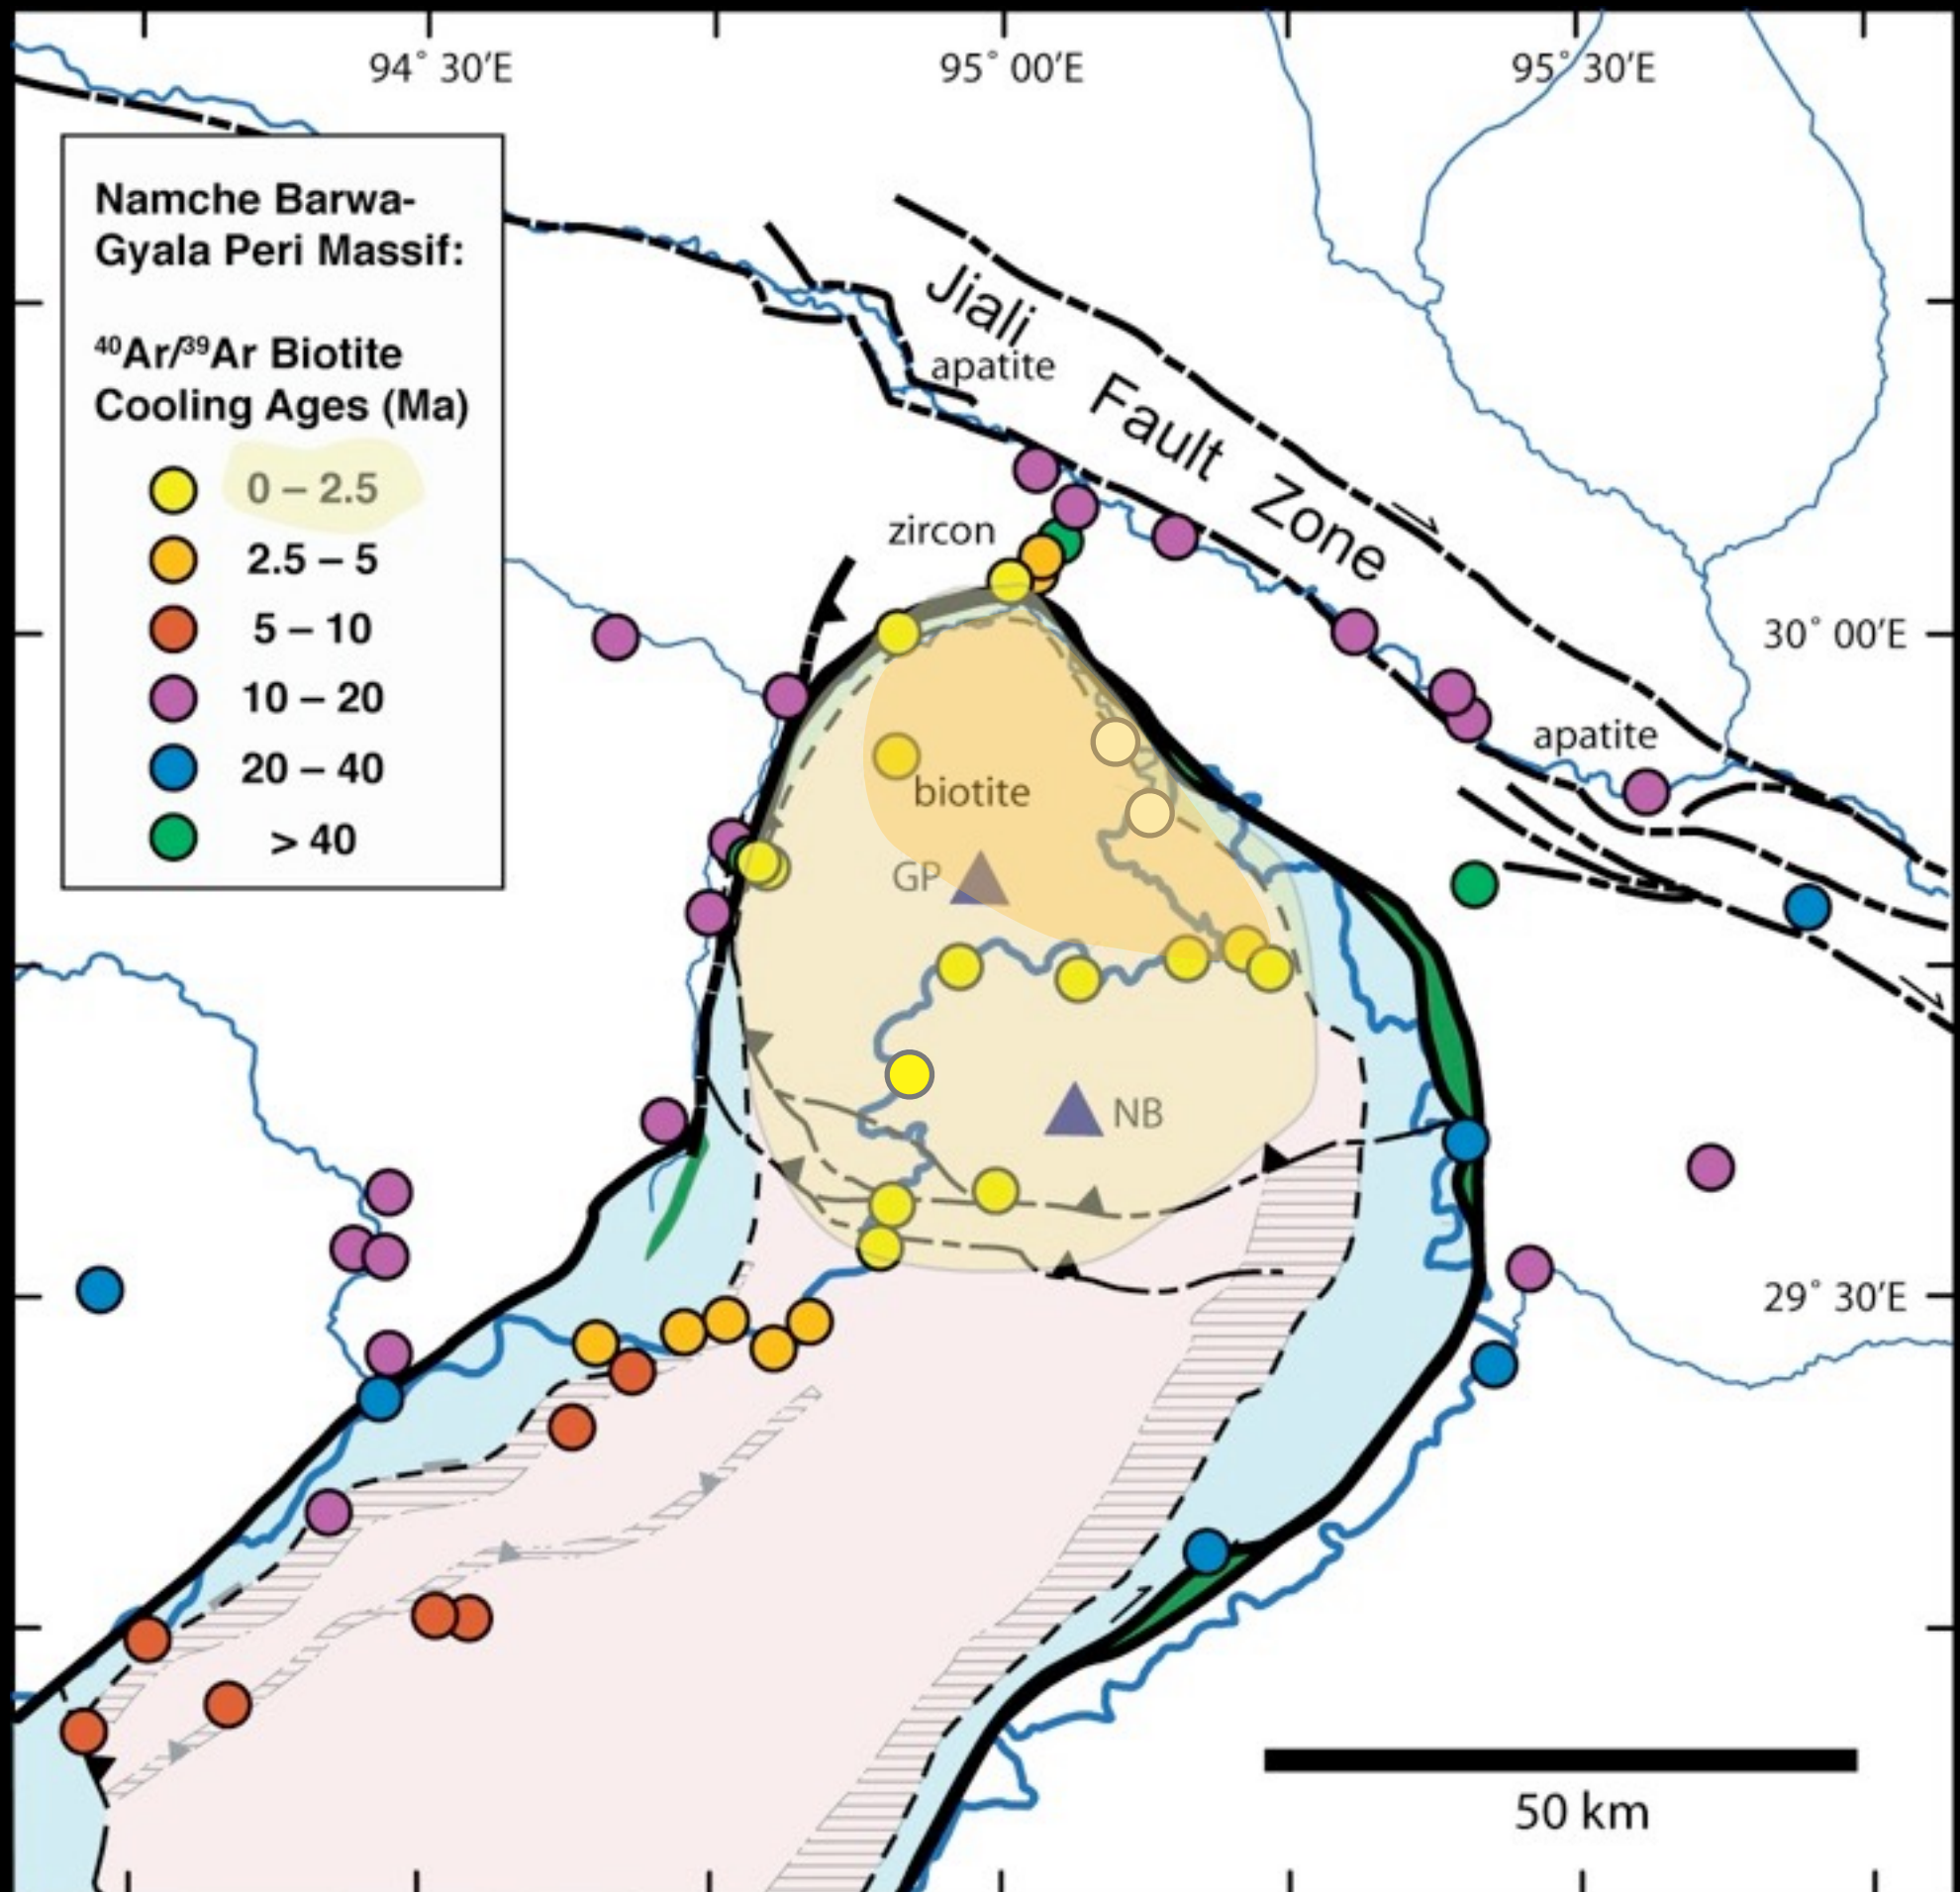 94° 30′E
95° 00′E
95° 30′E
Namche Barwa-
Gyala Peri Massif:
⁴⁰Ar/³⁹Ar Biotite
Cooling Ages (Ma)
0 – 2.5
2.5 – 5
5 – 10
10 – 20
20 – 40
> 40
Jiali Fault Zone
apatite
zircon
30° 00′E
apatite
biotite
GP
NB
29° 30′E
50 km